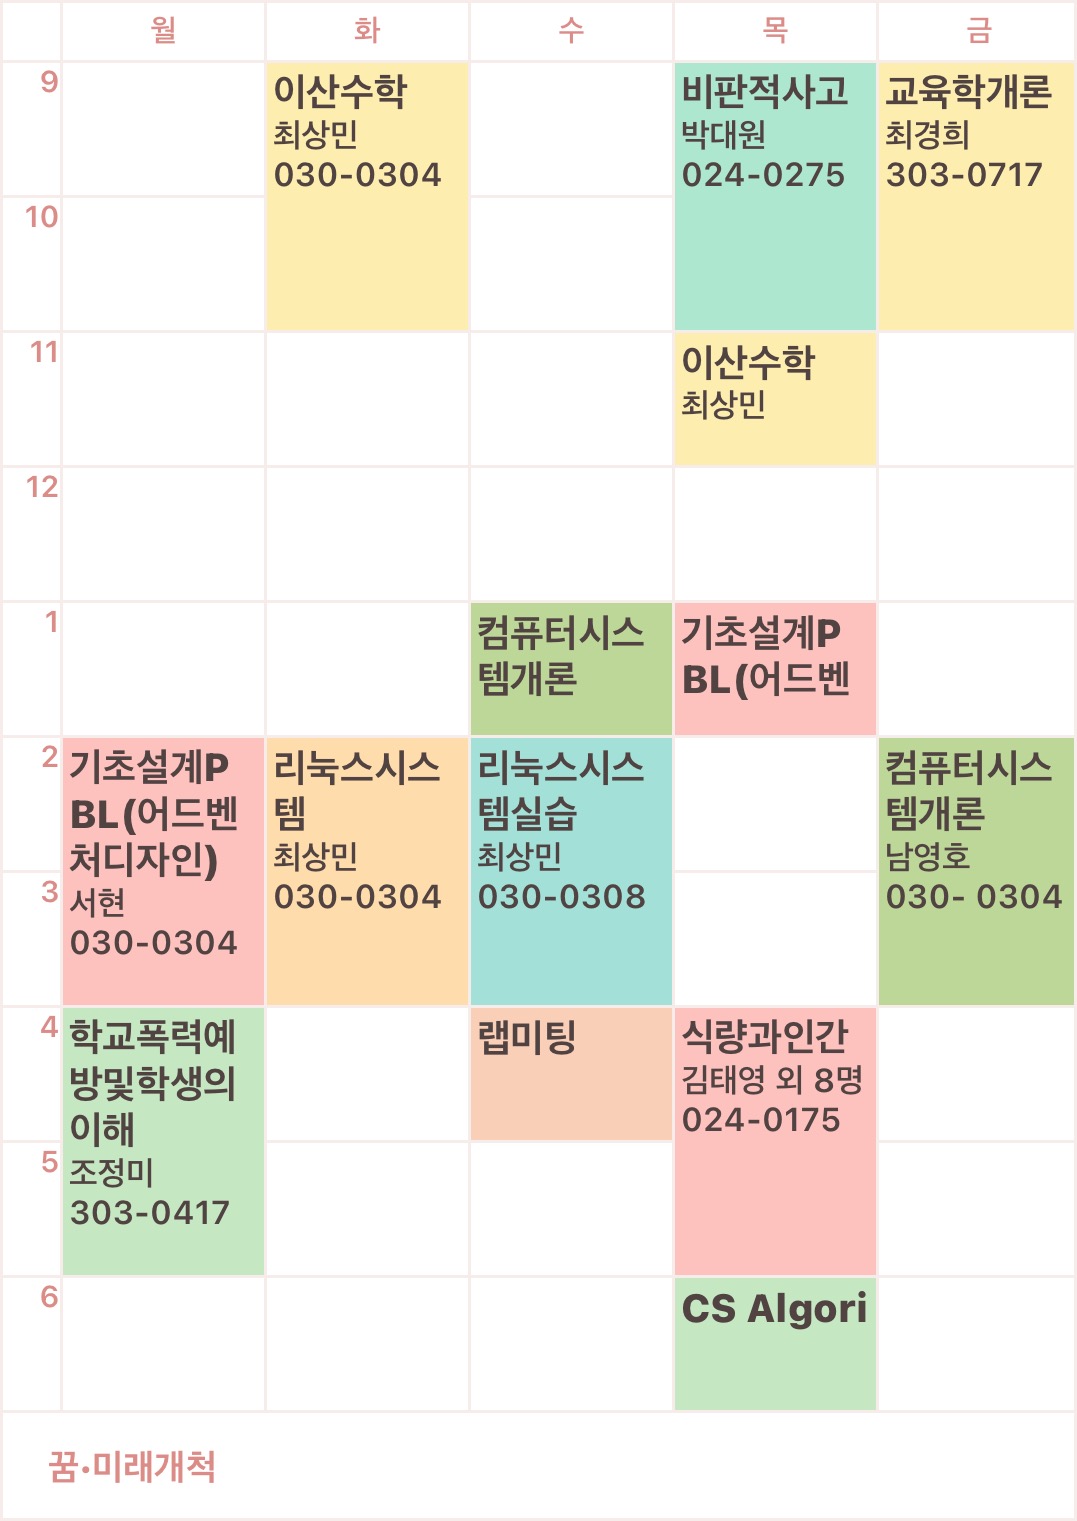 월 화 수 목 금
9
이산수학
최상민
030-0304
비판적사고
박대원
024-0275
교육학개론
최경희
303-0717
10
11
이산수학
최상민
12
1
컴퓨터시스
템개론
기초설계P
BL(어드벤
2
기초설계P
BL(어드벤
처디자인)
서현
030-0304
리눅스시스
템
최상민
030-0304
리눅스시스
템실습
최상민
030-0308
컴퓨터시스
템개론
남영호
030- 0304
3
4
학교폭력예
방및학생의
이해
조정미
303-0417
랩미팅
식량과인간
김태영 외 8명
024-0175
5
6
CS Algori
꿈·미래개척